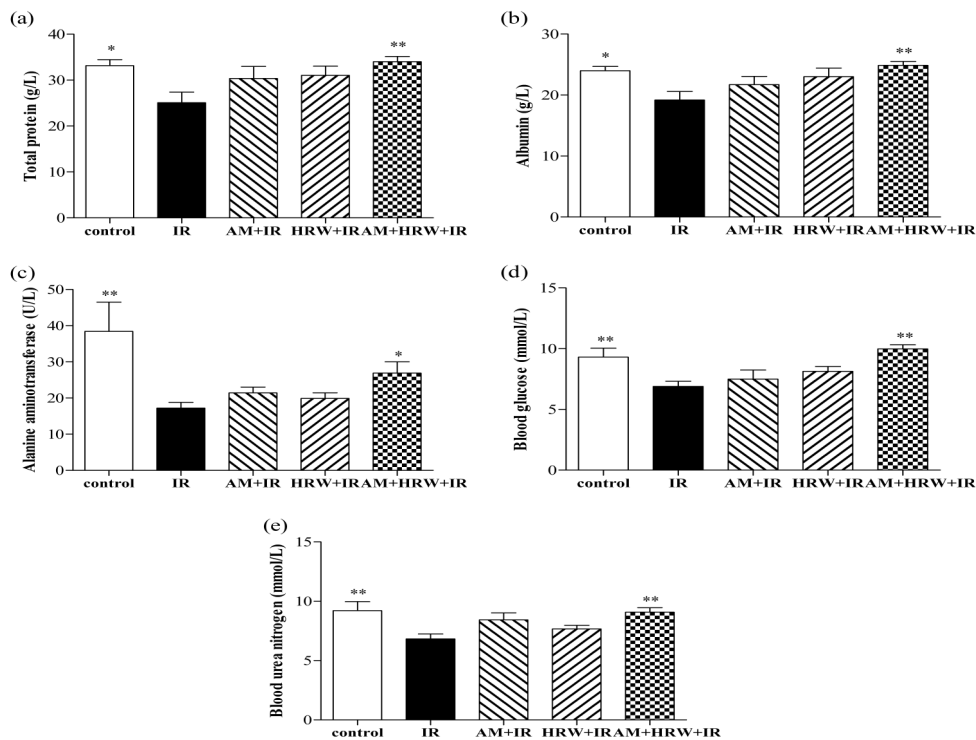 (a)
Total protein (g/L)
40
30
20
10
0
*
**
control IR AM+IR HRW+IR AM+HRW+IR
(b)
Albumin (g/L)
30
20
10
0
*
**
control IR AM+IR HRW+IR AM+HRW+IR
(c)
Alanine aminotransferase (U/L)
50
40
30
20
10
0
**
*
control IR AM+IR HRW+IR AM+HRW+IR
(d)
Blood glucose (mmol/L)
15
10
5
0
**
**
control IR AM+IR HRW+IR AM+HRW+IR
(e)
Blood urea nitrogen (mmol/L)
15
10
5
0
**
**
control IR AM+IR HRW+IR AM+HRW+IR